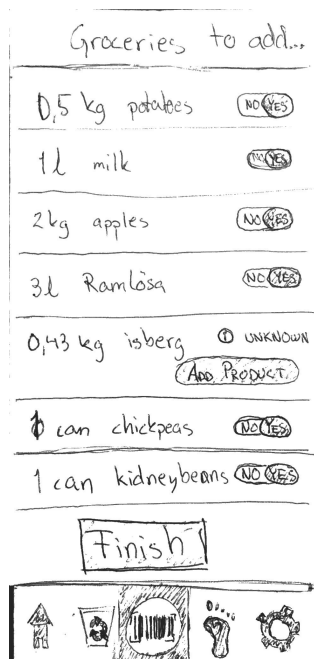 Groceries to add...
0,5 kg potatoes NO YES
1 l milk NO YES
2 kg apples NO YES
3 l Ramlösa NO YES
0,43 kg isberg i UNKNOWN
ADD PRODUCT
1 can chickpeas NO YES
1 can kidneybeans NO YES
Finish